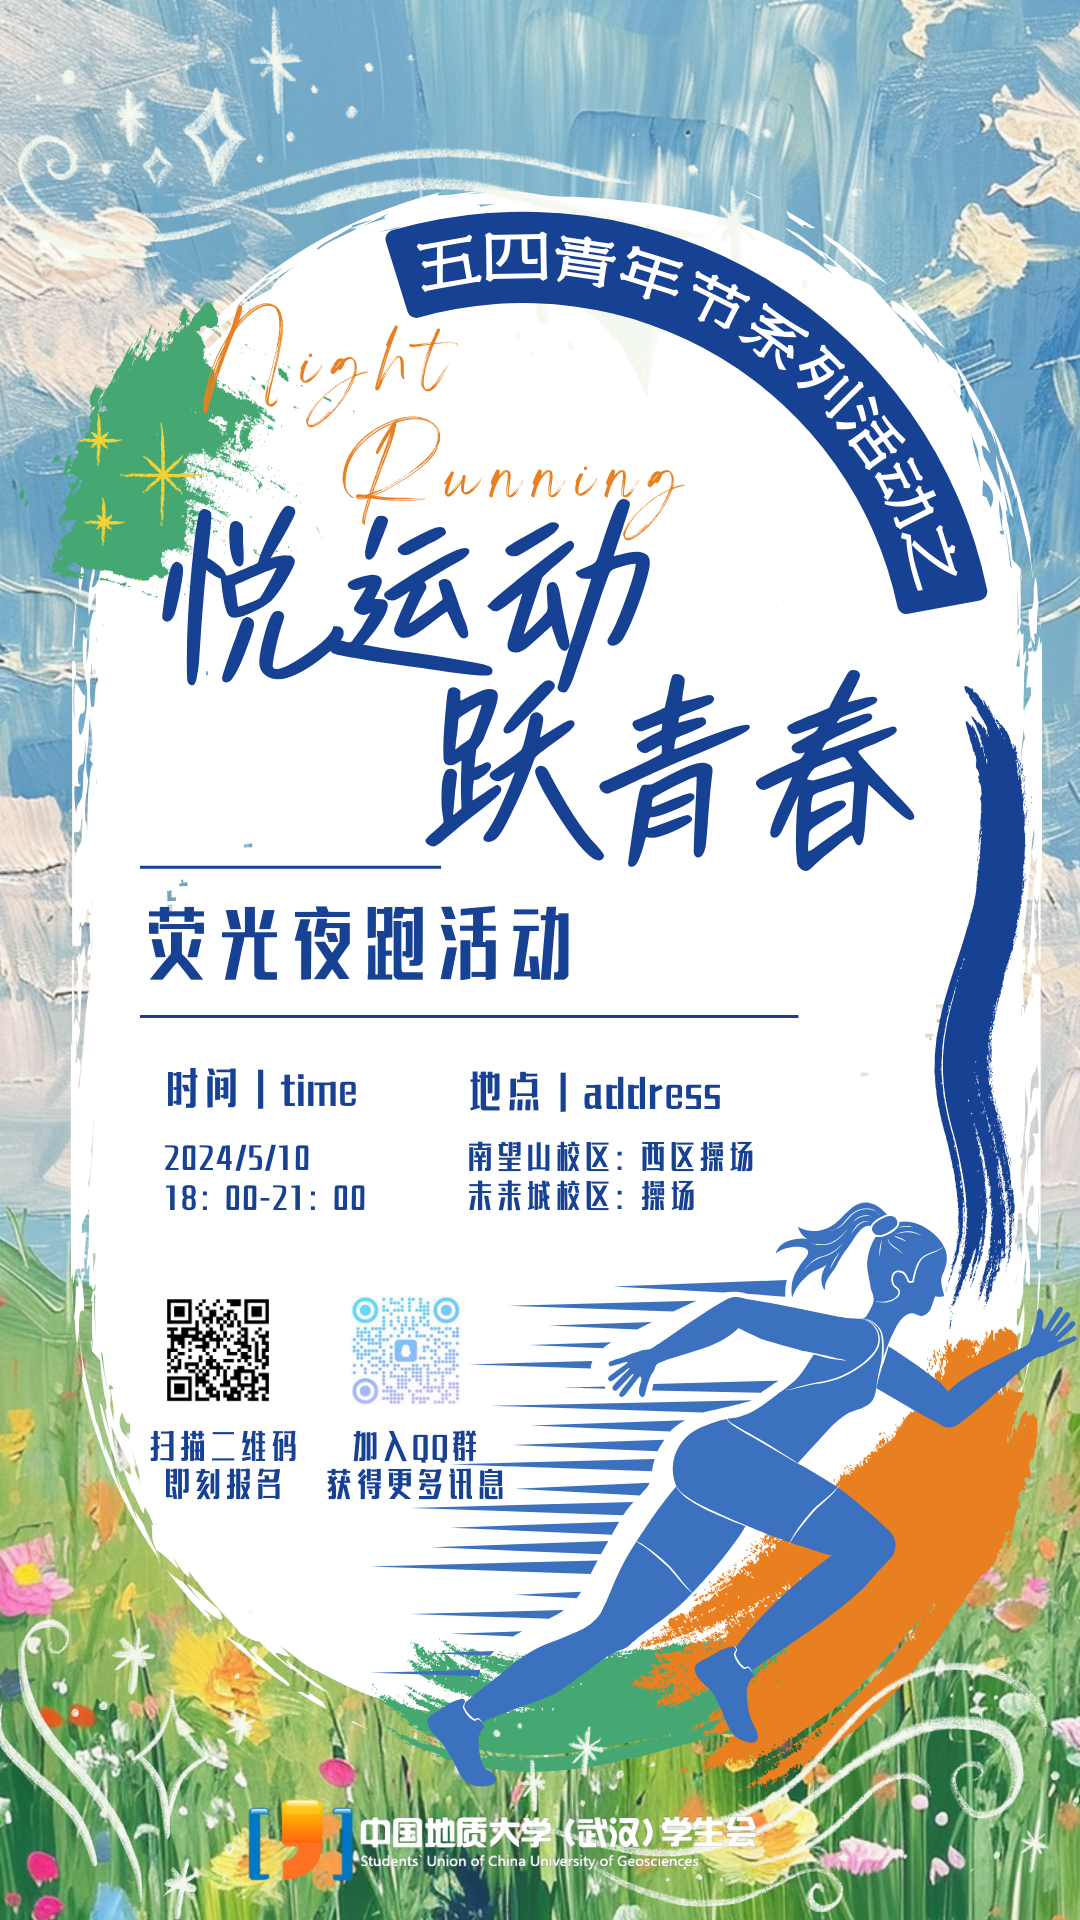 五四青年节系列活动之
Night
Running
悦运动
跃青春
荧光夜跑活动
时间 | time
2024/5/10
18：00-21：00
地点 | address
南望山校区：西区操场
未来城校区：操场
扫描二维码
即刻报名
加入QQ群
获得更多讯息
中国地质大学（武汉）学生会
Students' Union of China University of Geosciences